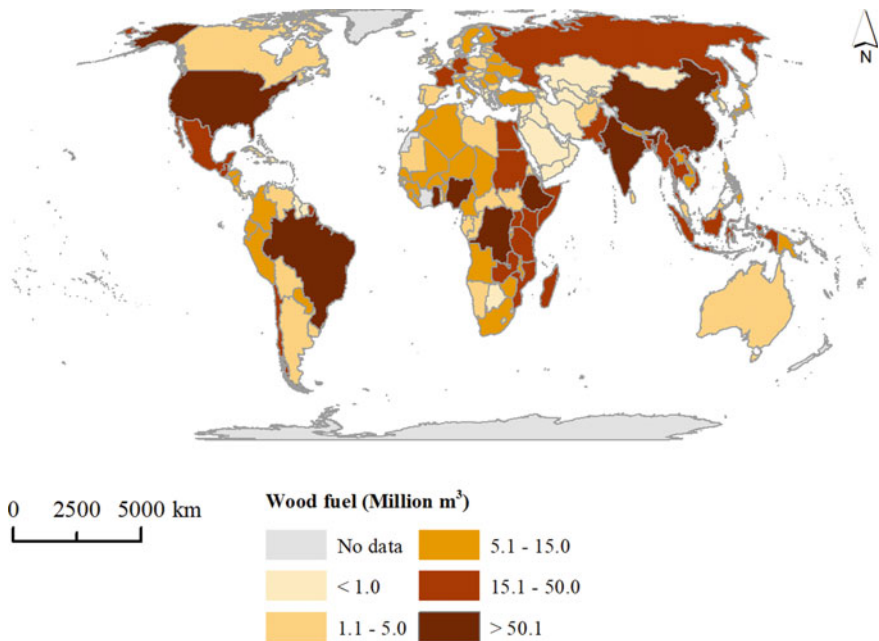 N
0 2500 5000 km
Wood fuel (Million m³)
No data
5.1 - 15.0
< 1.0
15.1 - 50.0
1.1 - 5.0
> 50.1